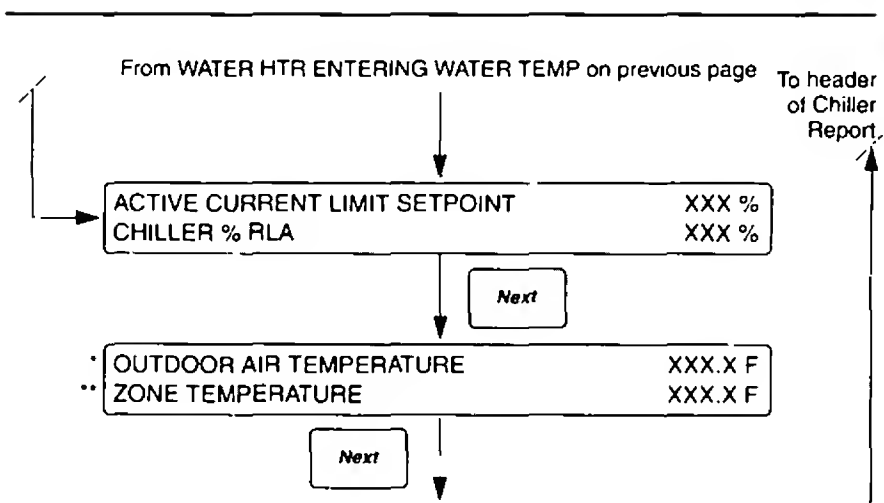 From WATER HTR ENTERING WATER TEMP on previous page
To header
of Chiller
Report
ACTIVE CURRENT LIMIT SETPOINT XXX %
CHILLER % RLA XXX %
Next
* OUTDOOR AIR TEMPERATURE XXX.X F
** ZONE TEMPERATURE XXX.X F
Next